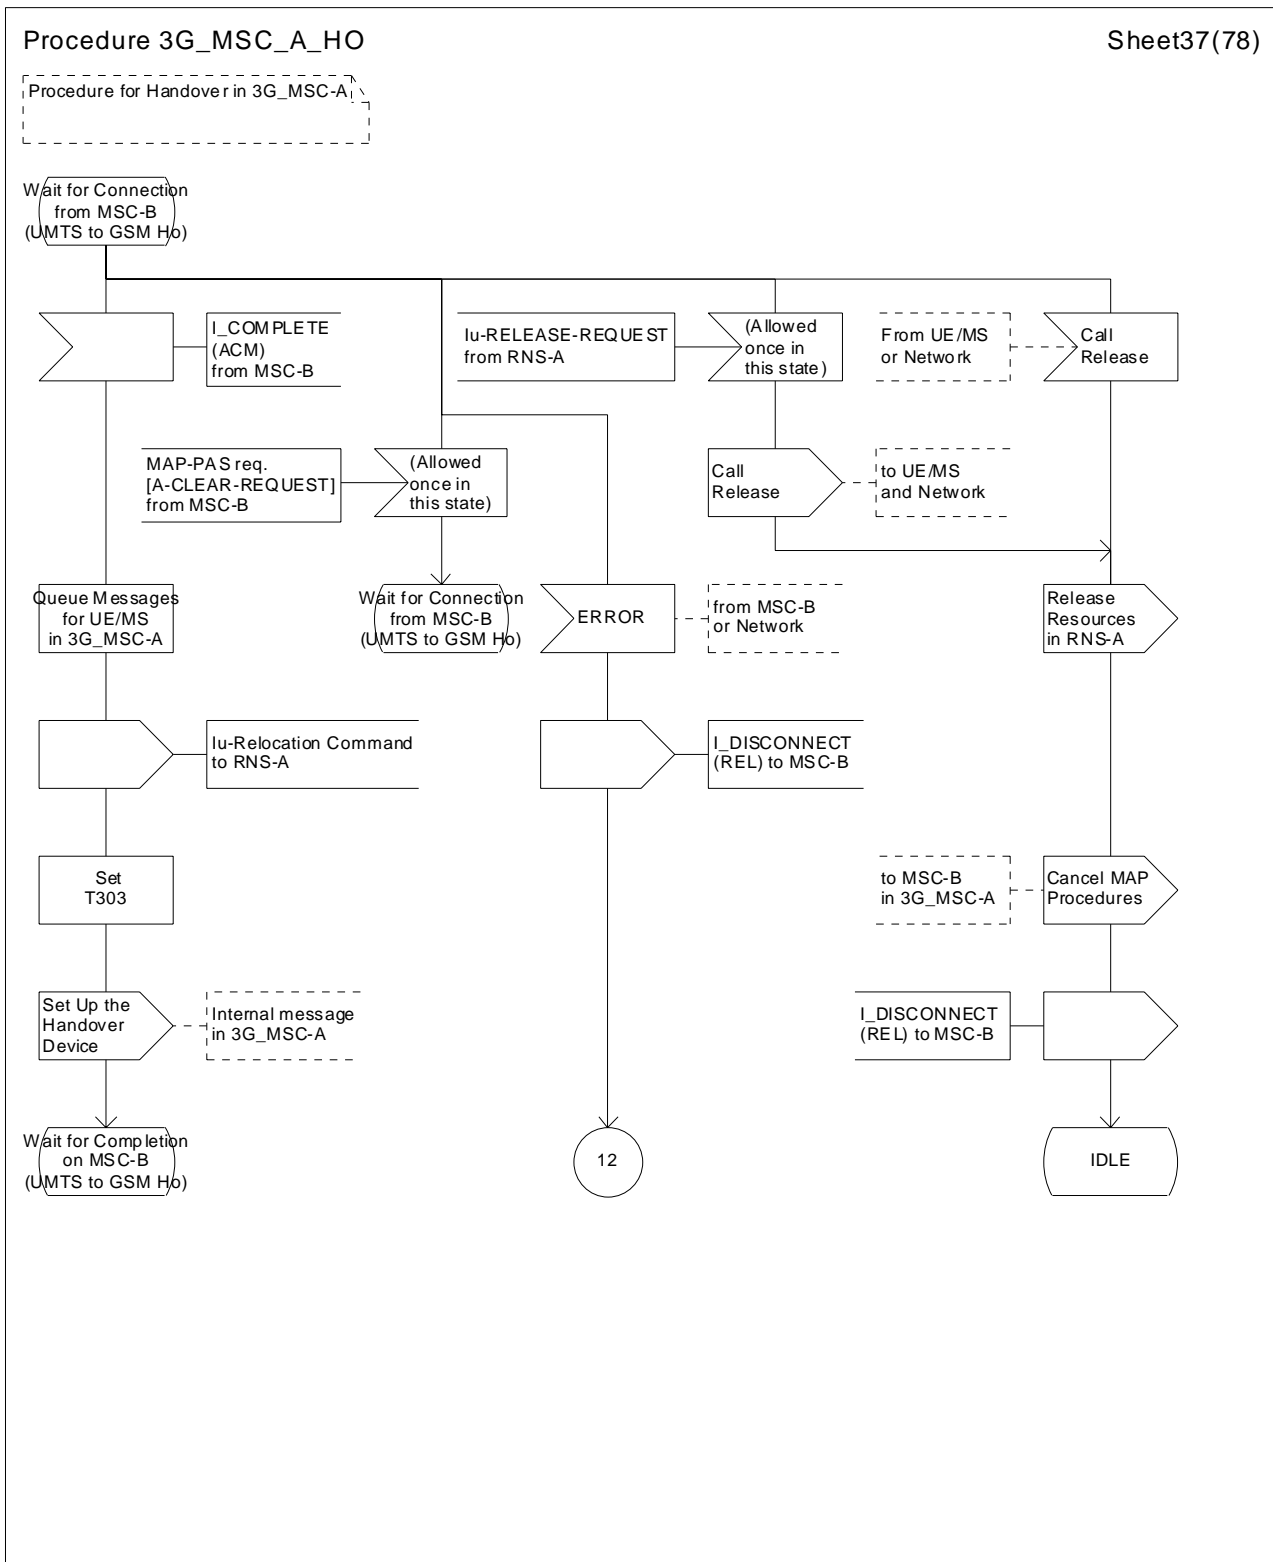 Procedure 3G_MSC_A_HO
Sheet37(78)
Procedure for Handover in 3G_MSC-A
Wait for Connection
from MSC-B
(UMTS to GSM Ho)
I_COMPLETE
(ACM)
from MSC-B
Iu-RELEASE-REQUEST
from RNS-A
(Allowed
once in
this state)
From UE/MS
or Network
Call
Release
MAP-PAS req.
[A-CLEAR-REQUEST]
from MSC-B
(Allowed
once in
this state)
Call
Release
to UE/MS
and Network
Queue Messages
for UE/MS
in 3G_MSC-A
Wait for Connection
from MSC-B
(UMTS to GSM Ho)
ERROR
from MSC-B
or Network
Release
Resources
in RNS-A
Iu-Relocation Command
to RNS-A
I_DISCONNECT
(REL) to MSC-B
Set
T303
to MSC-B
in 3G_MSC-A
Cancel MAP
Procedures
Set Up the
Handover
Device
Internal message
in 3G_MSC-A
I_DISCONNECT
(REL) to MSC-B
Wait for Completion
on MSC-B
(UMTS to GSM Ho)
12
IDLE